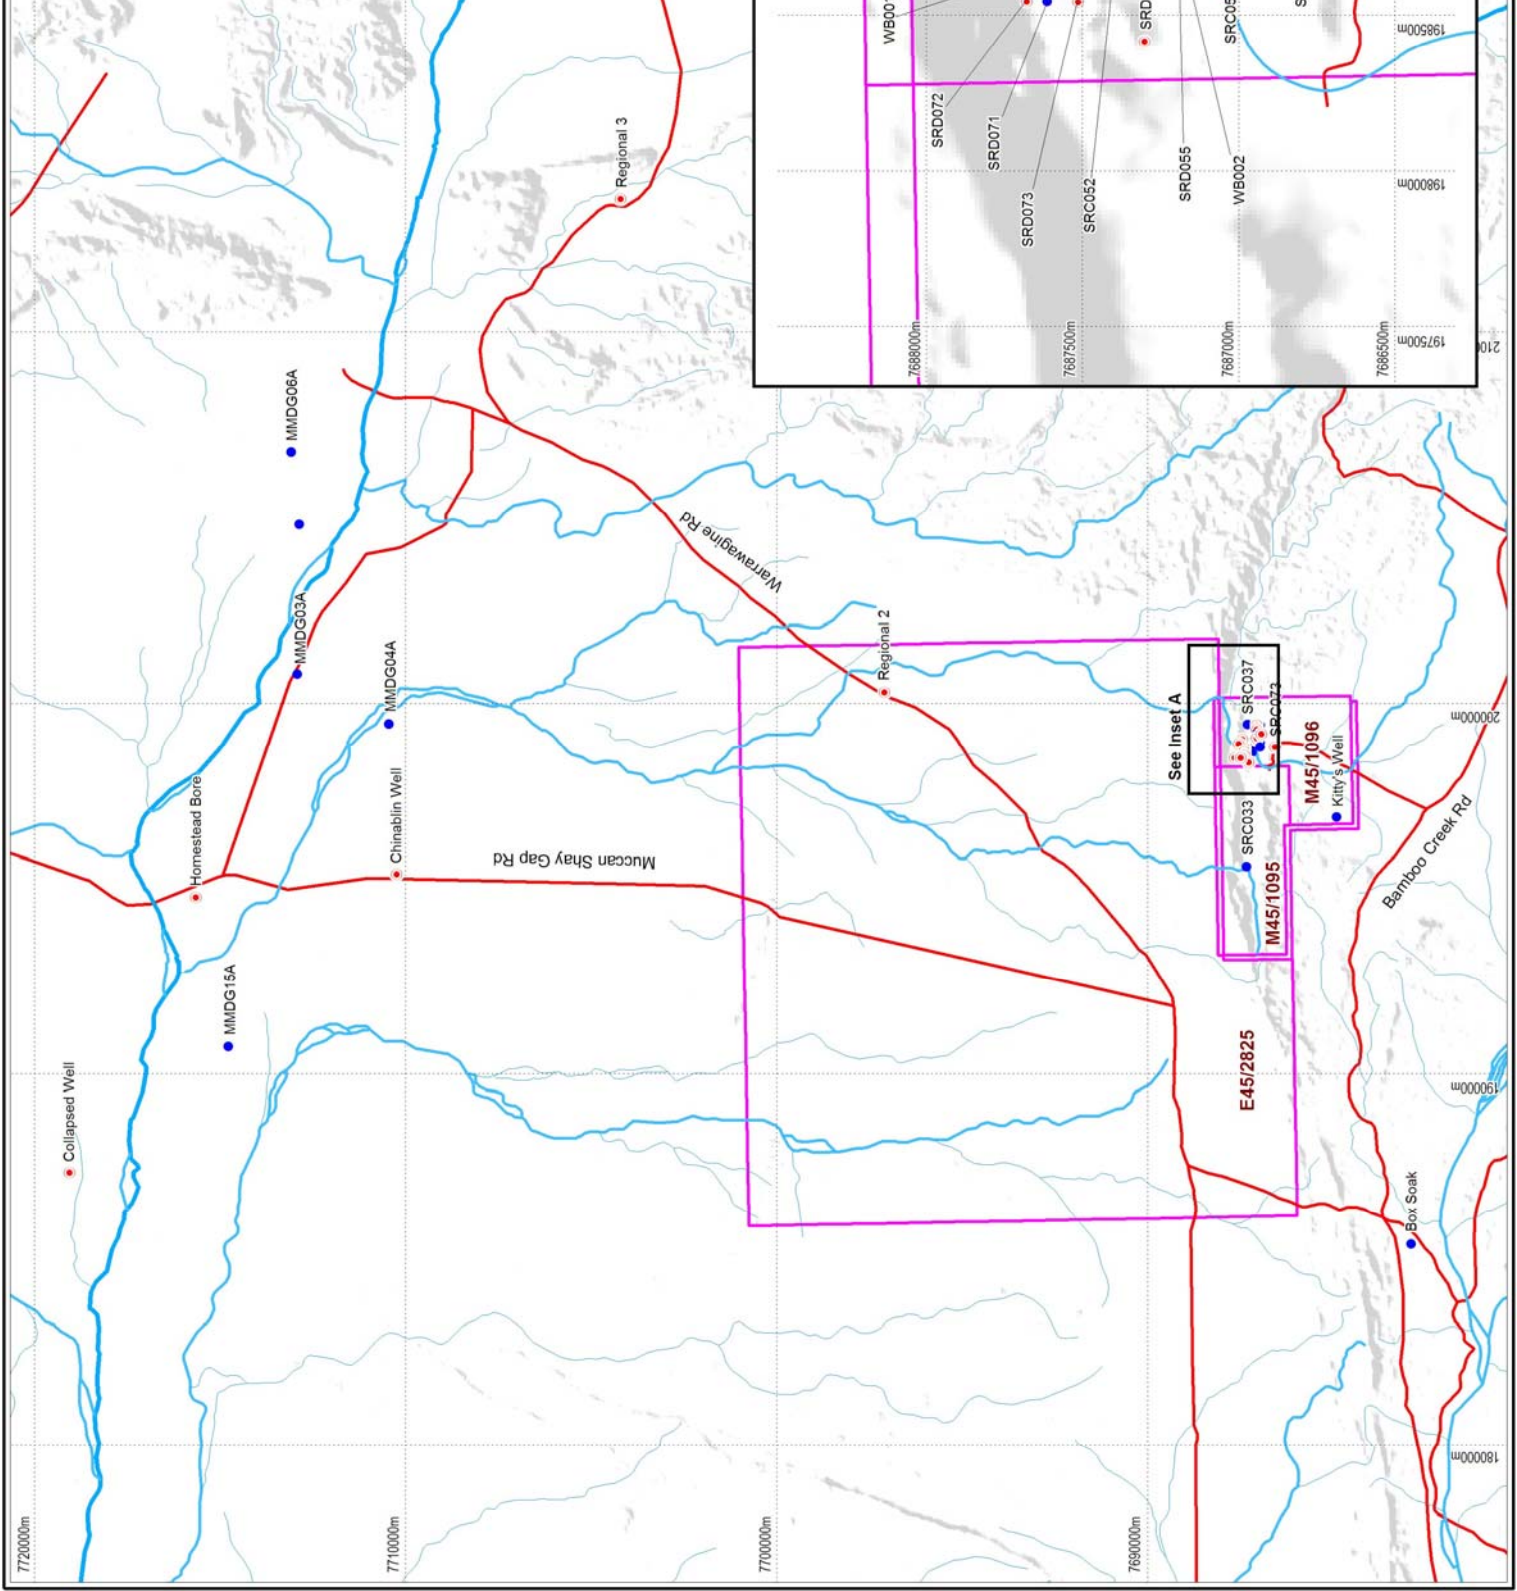 7720000m
7710000m
7700000m
7690000m
180000m
190000m
200000m
Collapsed Well
Homestead Bore
MMDG15A
Chinablin Well
MMDG04A
MMDG03A
MMDG06A
Regional 3
Muccan Shay Gap Rd
Warrawagine Rd
Regional 2
See Inset A
SRC037
SRC073
SRC033
M45/1096
M45/1095
Kitty's Well
Bamboo Creek Rd
E45/2825
Box Soak
SRD072
SRD071
SRD073
SRC052
SRD055
WB002
SRD
7688000m
7687500m
7687000m
7686500m
198500m
198000m
197500m